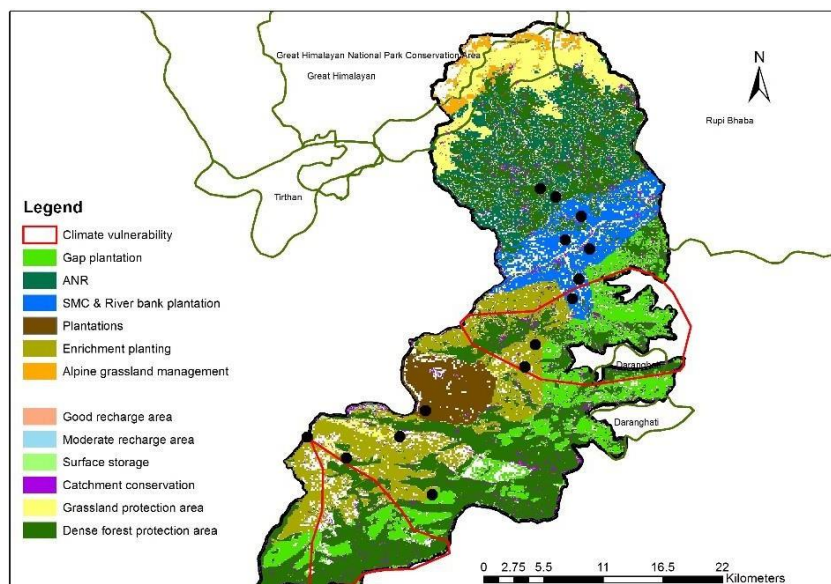 Great Himalayan National Park Conservation Area
Great Himalayan
N
Rupi Bhaba
Tirthan
Legend
Climate vulnerability
Gap plantation
ANR
SMC & River bank plantation
Plantations
Enrichment planting
Alpine grassland management
Good recharge area
Moderate recharge area
Surface storage
Catchment conservation
Grassland protection area
Dense forest protection area
Daranghati
0 2.75 5.5 11 16.5 22
Kilometers